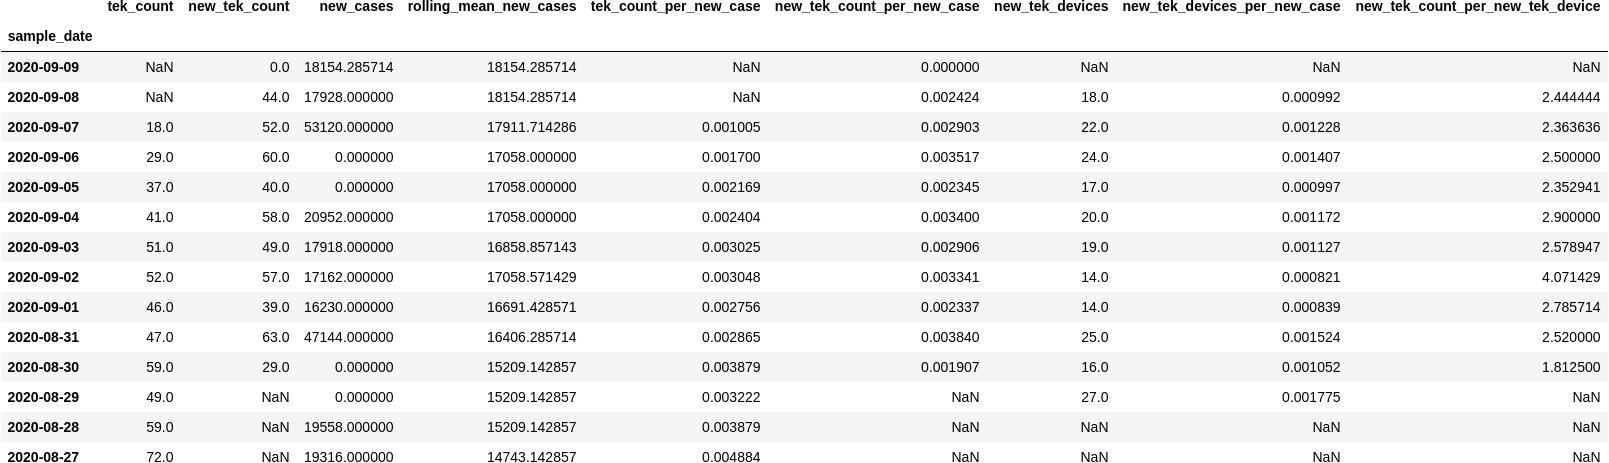 tek_count new_tek_count new_cases rolling_mean_new_cases tek_count_per_new_case new_tek_count_per_new_case new_tek_devices new_tek_devices_per_new_case new_tek_count_per_new_tek_device
sample_date
2020-09-09 NaN 0.0 18154.285714 18154.285714 NaN 0.000000 NaN NaN NaN
2020-09-08 NaN 44.0 17928.000000 18154.285714 NaN 0.002424 18.0 0.000992 2.444444
2020-09-07 18.0 52.0 53120.000000 17911.714286 0.001005 0.002903 22.0 0.001228 2.363636
2020-09-06 29.0 60.0 0.000000 17058.000000 0.001700 0.003517 24.0 0.001407 2.500000
2020-09-05 37.0 40.0 0.000000 17058.000000 0.002169 0.002345 17.0 0.000997 2.352941
2020-09-04 41.0 58.0 20952.000000 17058.000000 0.002404 0.003400 20.0 0.001172 2.900000
2020-09-03 51.0 49.0 17918.000000 16858.857143 0.003025 0.002906 19.0 0.001127 2.578947
2020-09-02 52.0 57.0 17162.000000 17058.571429 0.003048 0.003341 14.0 0.000821 4.071429
2020-09-01 46.0 39.0 16230.000000 16691.428571 0.002756 0.002337 14.0 0.000839 2.785714
2020-08-31 47.0 63.0 47144.000000 16406.285714 0.002865 0.003840 25.0 0.001524 2.520000
2020-08-30 59.0 29.0 0.000000 15209.142857 0.003879 0.001907 16.0 0.001052 1.812500
2020-08-29 49.0 NaN 0.000000 15209.142857 0.003222 NaN 27.0 0.001775 NaN
2020-08-28 59.0 NaN 19558.000000 15209.142857 0.003879 NaN NaN NaN NaN
2020-08-27 72.0 NaN 19316.000000 14743.142857 0.004884 NaN NaN NaN NaN